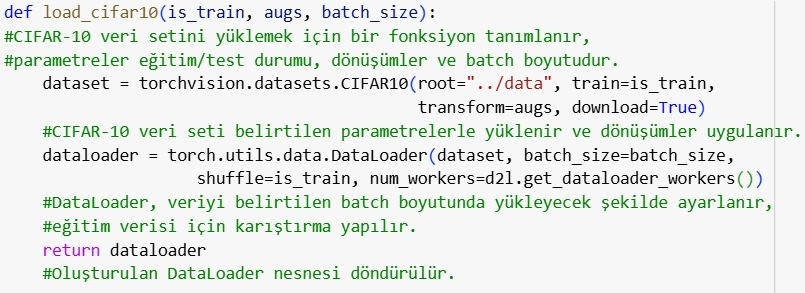 def load_cifar10(is_train, augs, batch_size):
#CIFAR-10 veri setini yüklemek için bir fonksiyon tanımlanır,
#parametreler eğitim/test durumu, dönüşümler ve batch boyutudur.
    dataset = torchvision.datasets.CIFAR10(root="../data", train=is_train,
                                           transform=augs, download=True)
    #CIFAR-10 veri seti belirtilen parametrelerle yüklenir ve dönüşümler uygulanır.
    dataloader = torch.utils.data.DataLoader(dataset, batch_size=batch_size,
                    shuffle=is_train, num_workers=d2l.get_dataloader_workers())
    #DataLoader, veriyi belirtilen batch boyutunda yükleyecek şekilde ayarlanır,
    #eğitim verisi için karıştırma yapılır.
    return dataloader
    #Oluşturulan DataLoader nesnesi döndürülür.